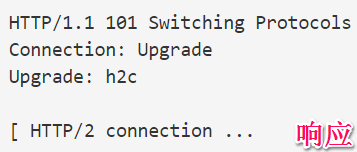 HTTP/1.1 101 Switching Protocols
Connection: Upgrade
Upgrade: h2c
[ HTTP/2 connection ...
响应